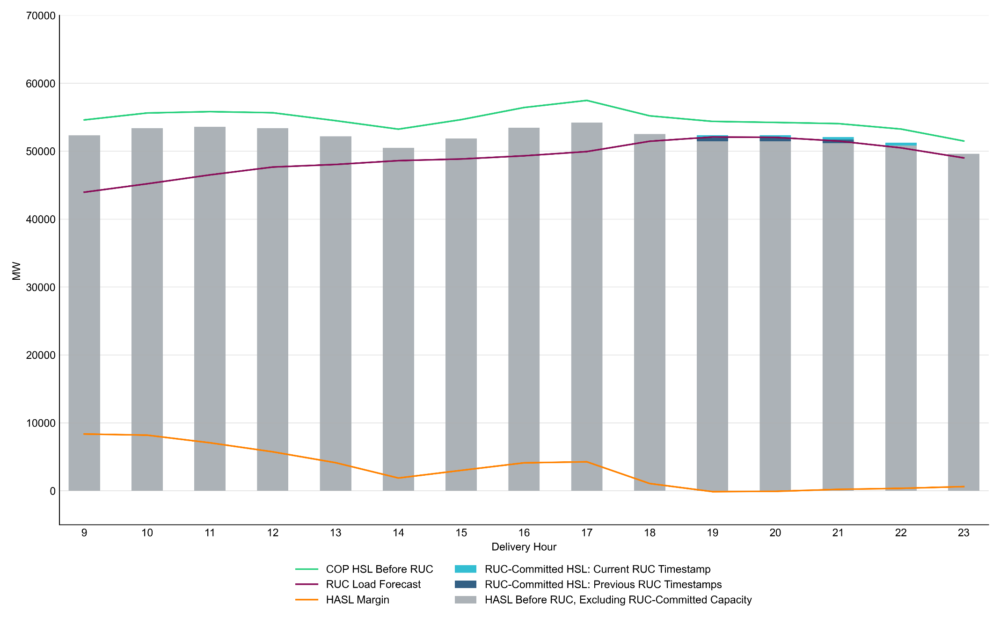 70000
60000
50000
40000
30000
20000
10000
0
MW
9 10 11 12 13 14 15 16 17 18 19 20 21 22 23
Delivery Hour
COP HSL Before RUC
RUC Load Forecast
HASL Margin
RUC-Committed HSL: Current RUC Timestamp
RUC-Committed HSL: Previous RUC Timestamps
HASL Before RUC, Excluding RUC-Committed Capacity